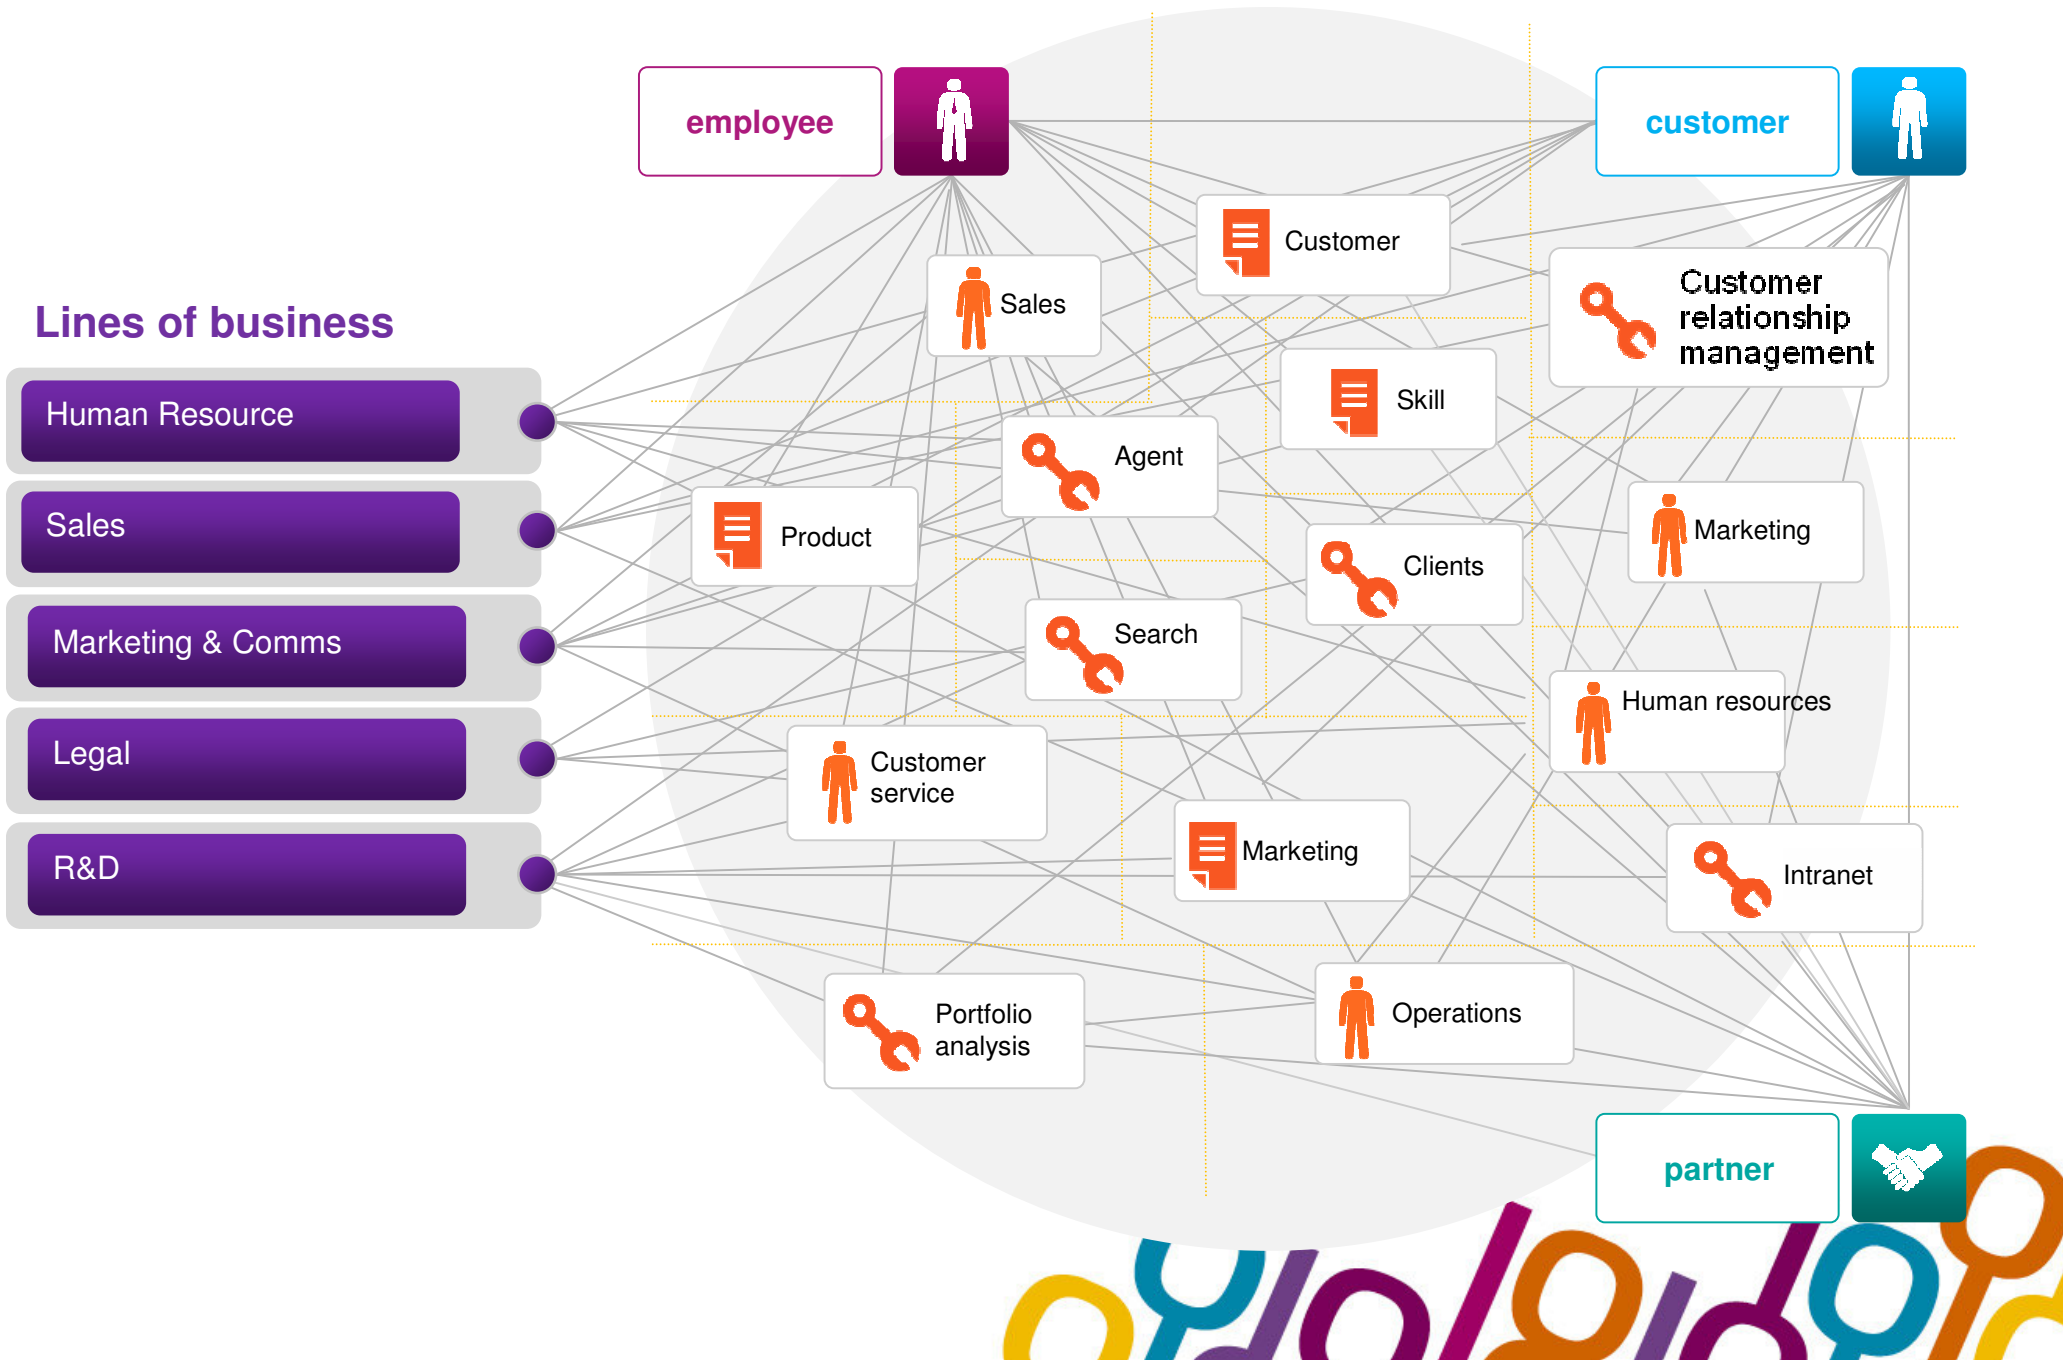 employee
customer
Customer
Sales
Customer
relationship
management
Lines of business
Human Resource
Skill
Agent
Sales
Product
Marketing
Clients
Marketing & Comms
Search
Human resources
Legal
Customer
service
R&D
Marketing
Intranet
Portfolio
analysis
Operations
partner